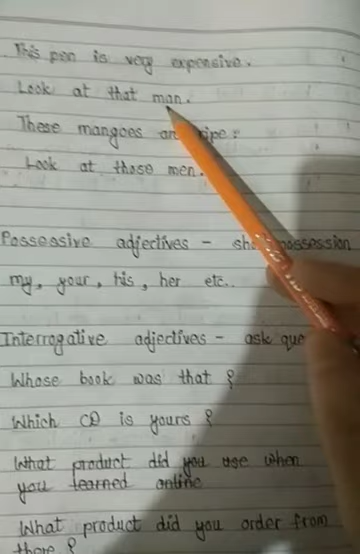 This pen is very expensive.
Look at that man.
These mangoes are ripe.
Look at those men.
Possessive adjectives - show possession
my, your, his, her etc..
Interrogative adjectives - ask que
Whose book was that ?
Which CD is yours ?
What product did you use when
you learned online
What product did you order from
there ?